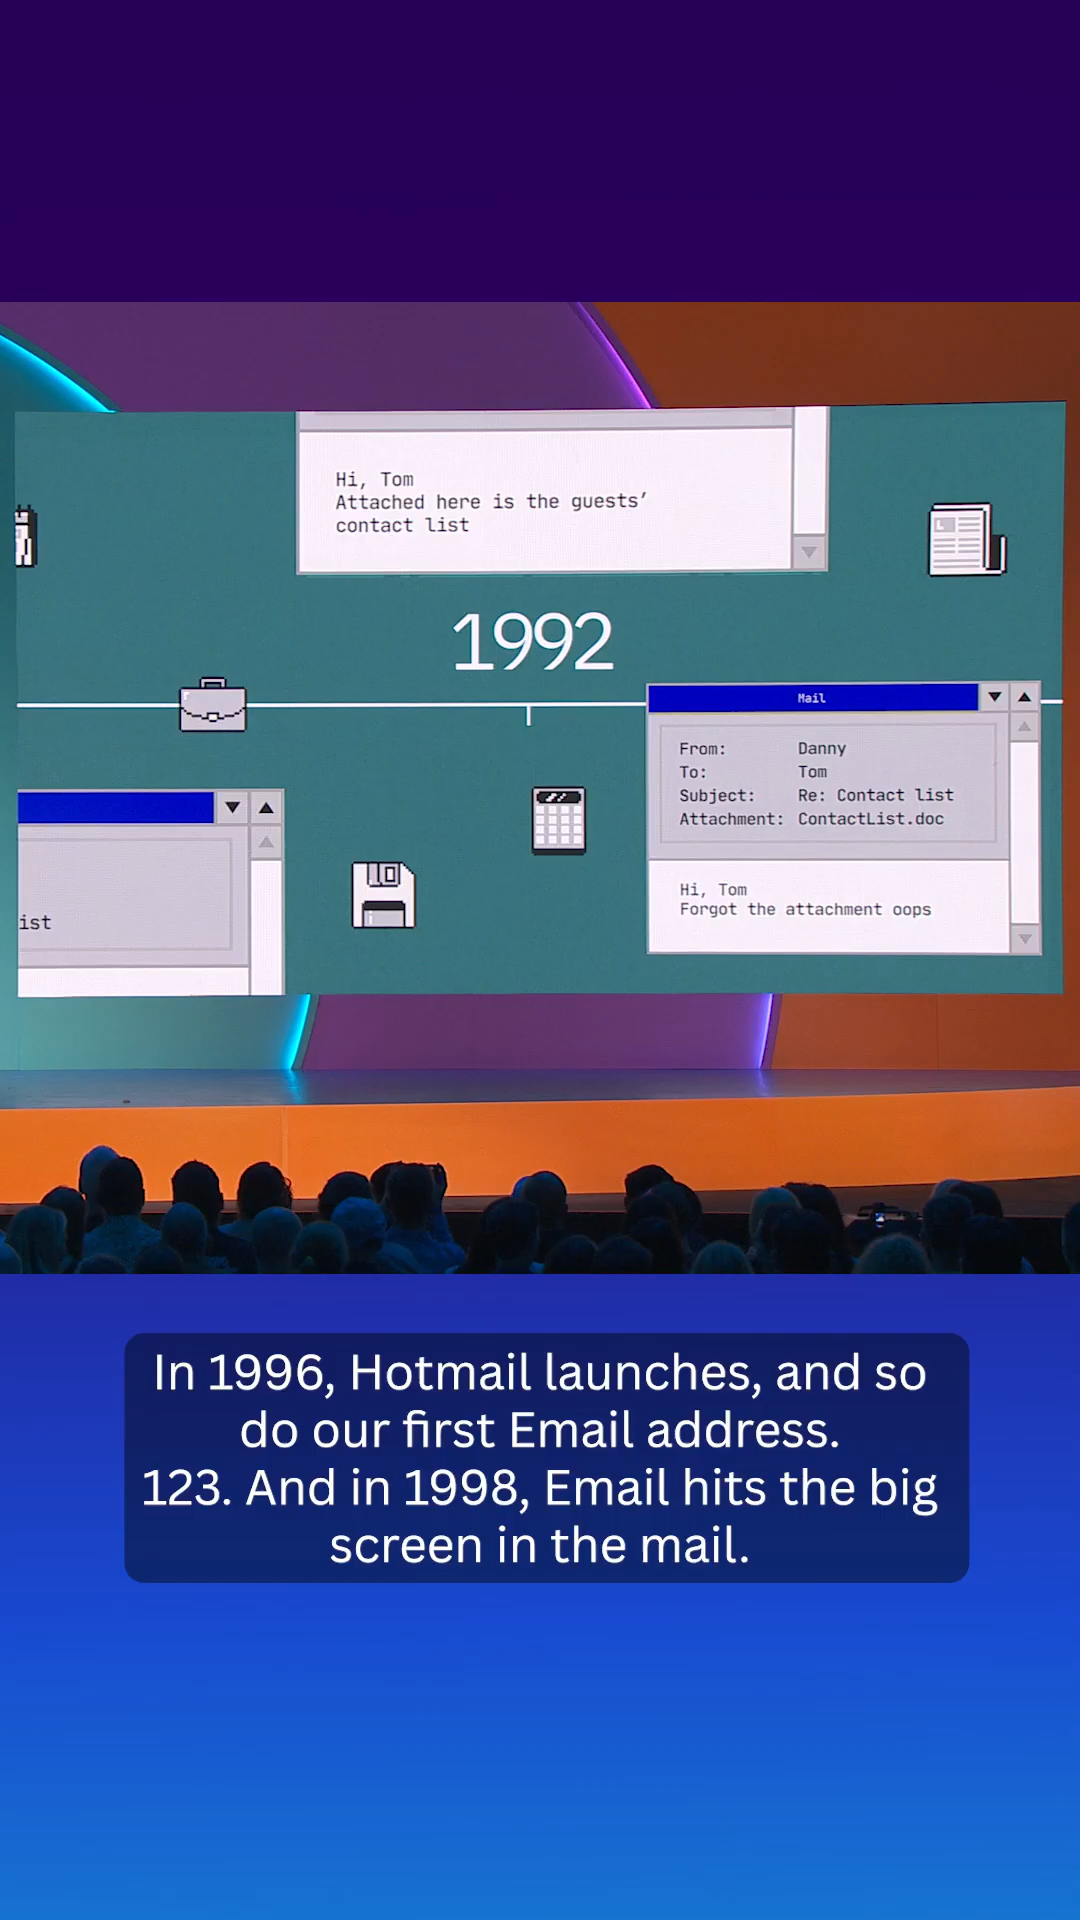 Hi, Tom
Attached here is the guests’
contact list
1992
Mail
From: Danny
To: Tom
Subject: Re: Contact list
Attachment: ContactList.doc
Hi, Tom
Forgot the attachment oops
ist
In 1996, Hotmail launches, and so
do our first Email address.
123. And in 1998, Email hits the big
screen in the mail.